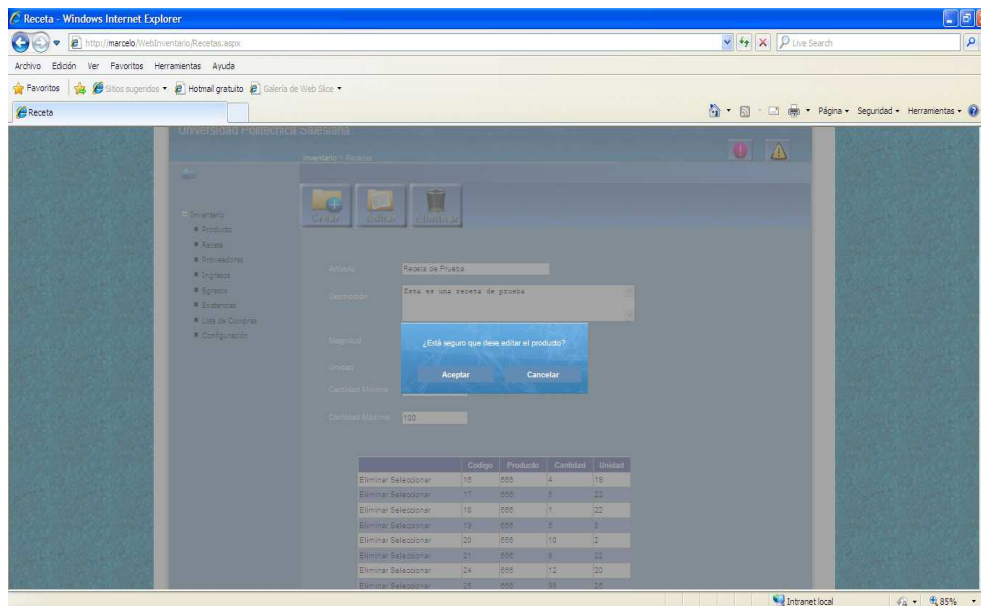 Receta - Windows Internet Explorer
http://marcelo/WebInventario/Recetas.aspx
Live Search
Archivo Edición Ver Favoritos Herramientas Ayuda
Favoritos Sitios sugeridos Hotmail gratuito Galería de Web Slice
Receta
Página Seguridad Herramientas
Universidad Politécnica Salesiana
Inventario > Recetas
Crear Editar Eliminar
Inventario
Producto
Receta
Proveedores
Ingresos
Egresos
Existencias
Lista de Compras
Configuración
Artículo Receta de Prueba
Descripción Esta es una receta de prueba
Magnitud
¿Está seguro que dese editar el producto?
Unidad
Aceptar Cancelar
Cantidad Mínima
Cantidad Máxima 100
Codigo Producto Cantidad Unidad
Eliminar Seleccionar 16 666 4 19
Eliminar Seleccionar 17 666 22
Eliminar Seleccionar 18 666 1 22
Eliminar Seleccionar 19 666
Eliminar Seleccionar 20 666 10 2
Eliminar Seleccionar 21 666 22
Eliminar Seleccionar 24 666 12 20
Eliminar Seleccionar 666
Intranet local 85%